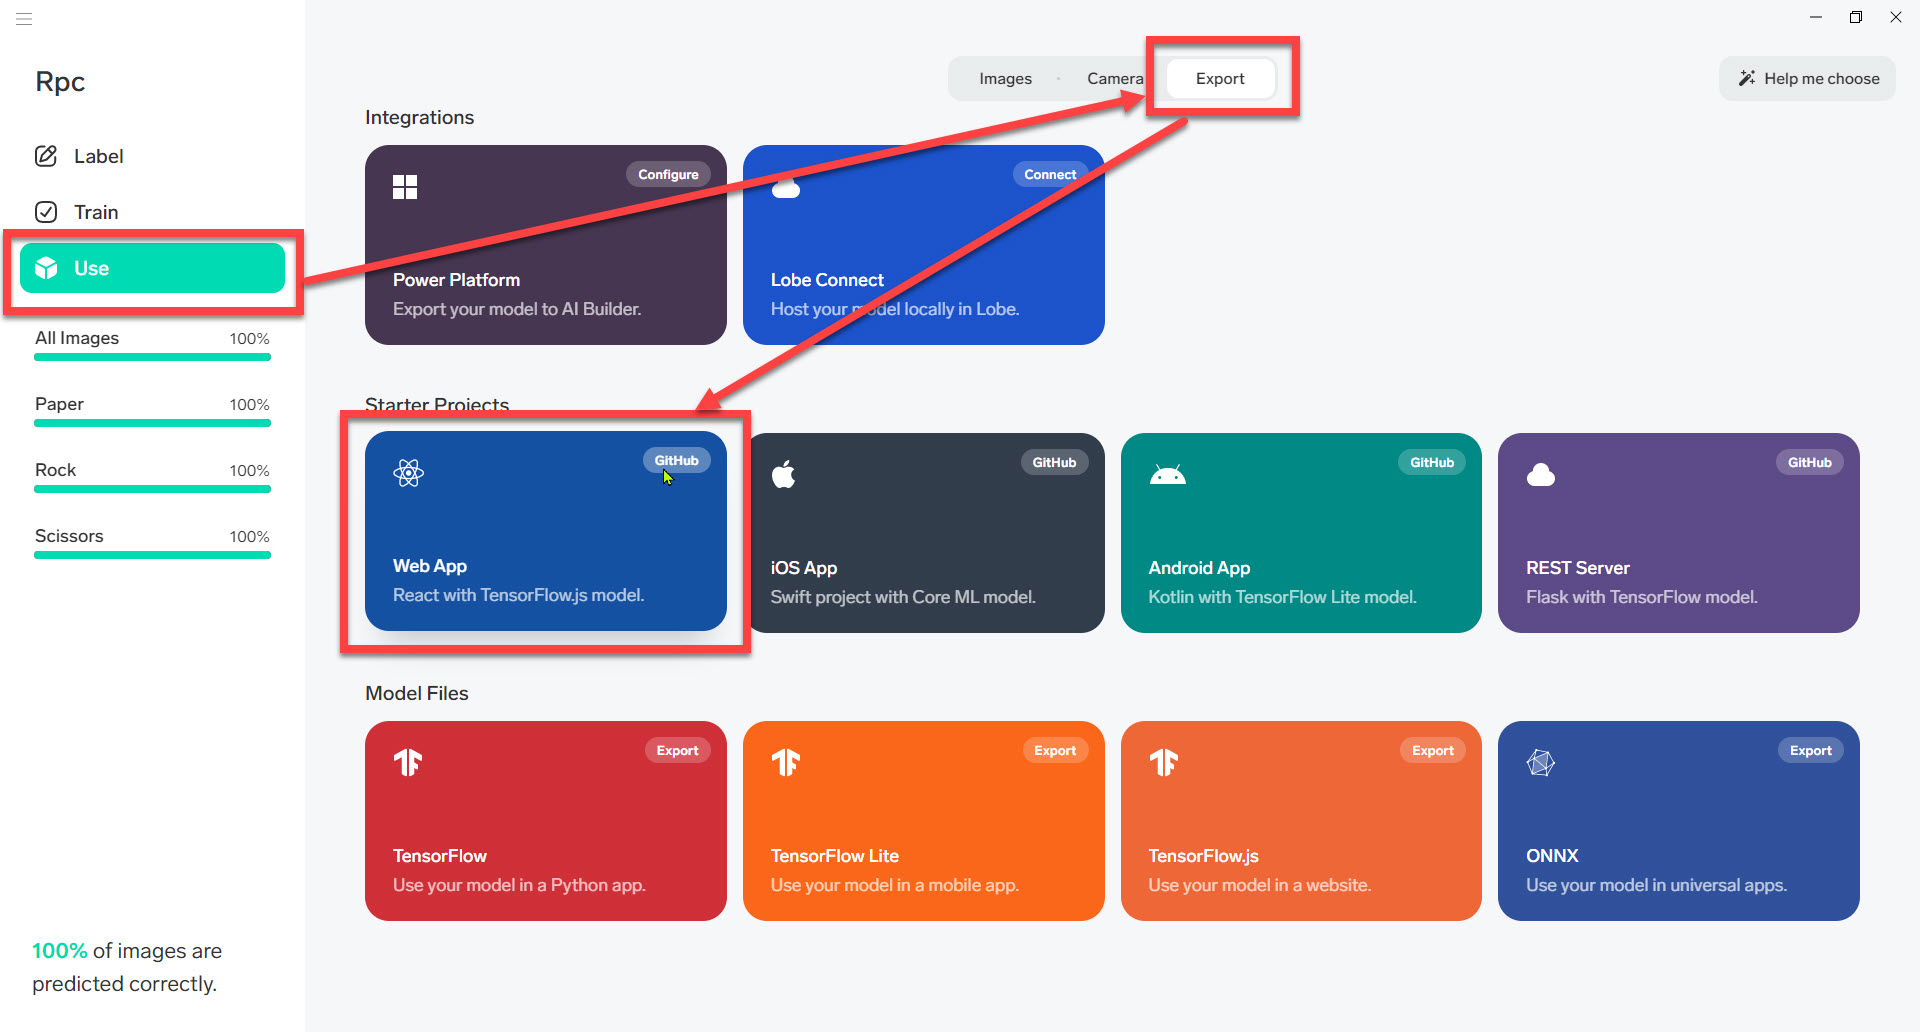 Rpc
Label
Train
Use
All Images 100%
Paper 100%
Rock 100%
Scissors 100%
100% of images are
predicted correctly.
Images · Camera Export
Help me choose
Integrations
Configure
Power Platform
Export your model to AI Builder.
Connect
Lobe Connect
Host your model locally in Lobe.
Starter Projects
GitHub
Web App
React with TensorFlow.js model.
GitHub
iOS App
Swift project with Core ML model.
GitHub
Android App
Kotlin with TensorFlow Lite model.
GitHub
REST Server
Flask with TensorFlow model.
Model Files
Export
TensorFlow
Use your model in a Python app.
Export
TensorFlow Lite
Use your model in a mobile app.
Export
TensorFlow.js
Use your model in a website.
Export
ONNX
Use your model in universal apps.